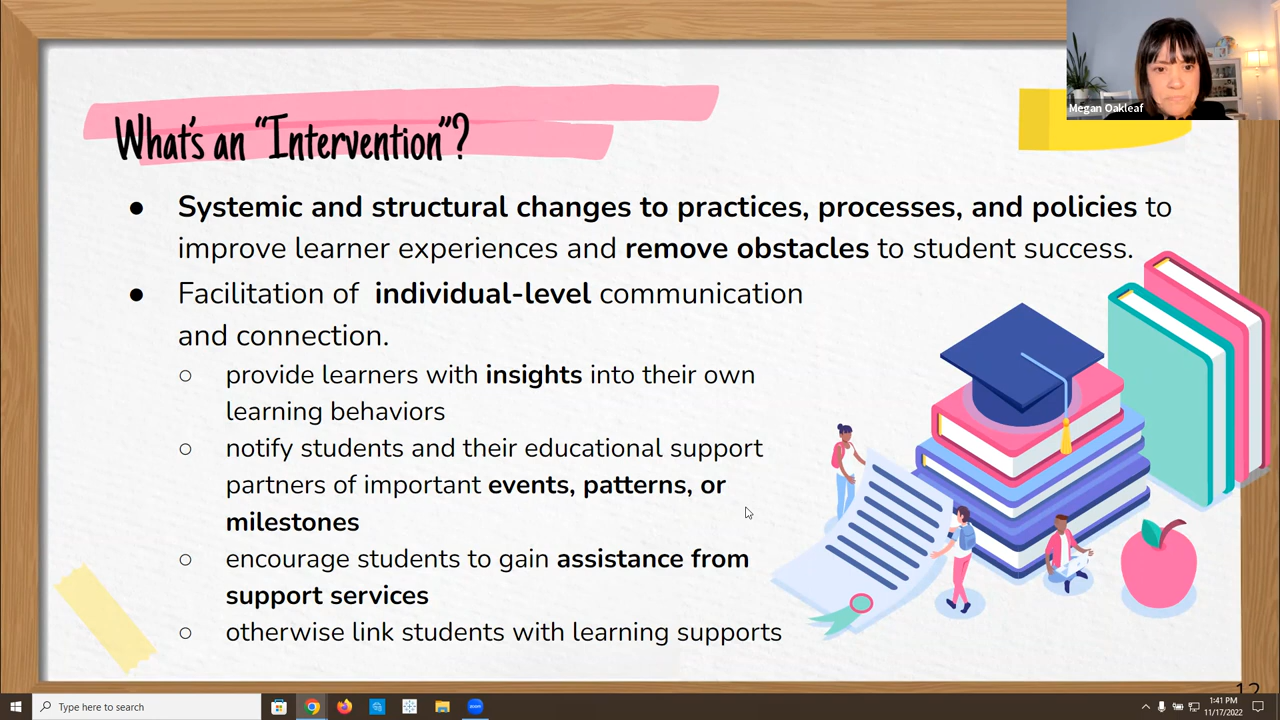 Megan Oakleaf
What's an "Intervention"?
● Systemic and structural changes to practices, processes, and policies to
improve learner experiences and remove obstacles to student success.
● Facilitation of individual-level communication
and connection.
○ provide learners with insights into their own
learning behaviors
○ notify students and their educational support
partners of important events, patterns, or
milestones
○ encourage students to gain assistance from
support services
○ otherwise link students with learning supports
12
Type here to search
1:41 PM
11/17/2022